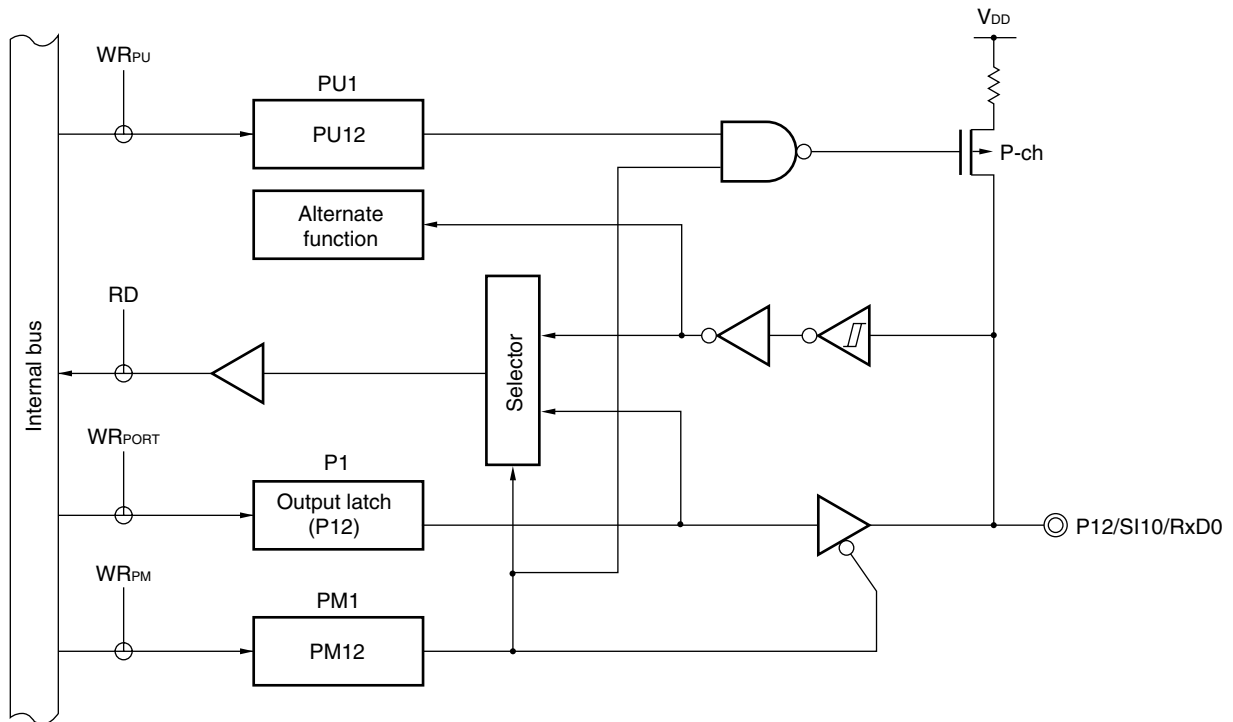 VDD
WRPU
PU1
PU12
P-ch
Alternate
function
RD
Internal bus
Selector
WRPORT
P1
Output latch
(P12)
P12/SI10/RxD0
WRPM
PM1
PM12